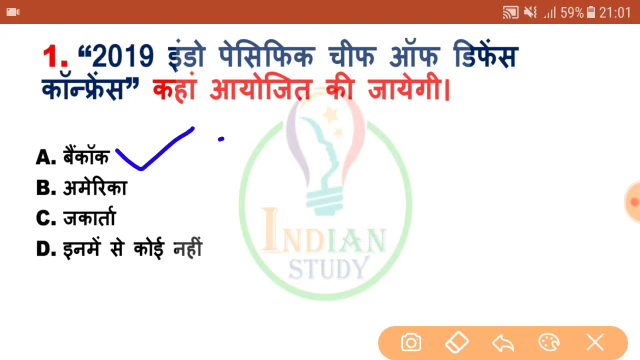 59% 21:01
1. “2019 इंडो पेसिफिक चीफ ऑफ डिफेंस
कॉन्फ्रेंस” कहां आयोजित की जायेगी।
A. बैंकॉक
B. अमेरिका
C. जकार्ता
D. इनमें से कोई नहीं
INDIAN
STUDY